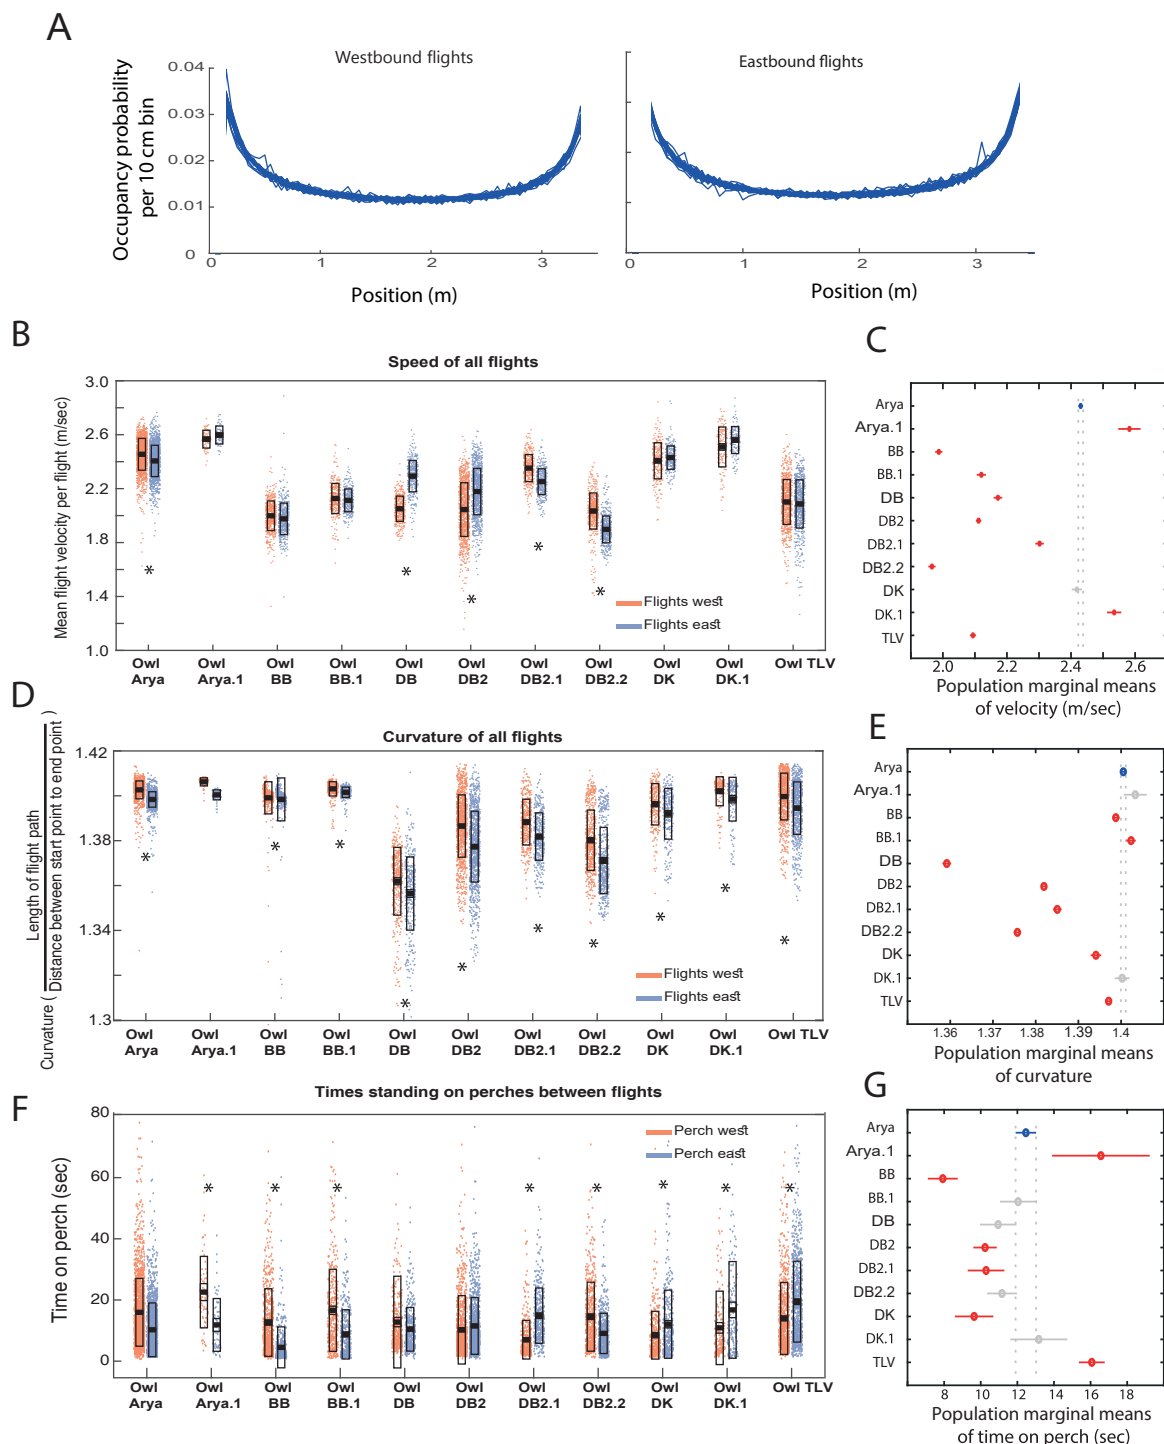 A
Westbound flights
Eastbound flights
Occupancy probability
per 10 cm bin
0.04
0.03
0.02
0.01
0
0 1 2 3
0 1 2 3
Position (m)
Position (m)
B
Speed of all flights
Mean flight velocity per flight (m/sec)
3.0
2.6
2.2
1.8
1.4
1.0
* * * * *
Flights west
Flights east
Owl Owl Owl Owl Owl Owl Owl Owl Owl Owl Owl TLV
Arya Arya.1 BB BB.1 DB DB2 DB2.1 DB2.2 DK DK.1
C
Arya
Arya.1
BB
BB.1
DB
DB2
DB2.1
DB2.2
DK
DK.1
TLV
2.0 2.2 2.4 2.6
Population marginal means
of velocity (m/sec)
D
Curvature of all flights
Curvature ( Length of flight path
Distance between start point to end point )
1.42
1.38
1.34
1.3
* * * * * * * * * *
Flights west
Flights east
Owl Owl Owl Owl Owl Owl Owl Owl Owl Owl Owl TLV
Arya Arya.1 BB BB.1 DB DB2 DB2.1 DB2.2 DK DK.1
E
Arya
Arya.1
BB
BB.1
DB
DB2
DB2.1
DB2.2
DK
DK.1
TLV
1.36 1.37 1.38 1.39 1.4
Population marginal means
of curvature
F
Times standing on perches between flights
Time on perch (sec)
80
60
40
20
0
Perch west
Perch east
* * * * * * * *
Owl Owl Owl Owl Owl Owl Owl Owl Owl Owl Owl TLV
Arya Arya.1 BB BB.1 DB DB2 DB2.1 DB2.2 DK DK.1
G
Arya
Arya.1
BB
BB.1
DB
DB2
DB2.1
DB2.2
DK
DK.1
TLV
8 10 12 14 16 18
Population marginal means
of time on perch (sec)